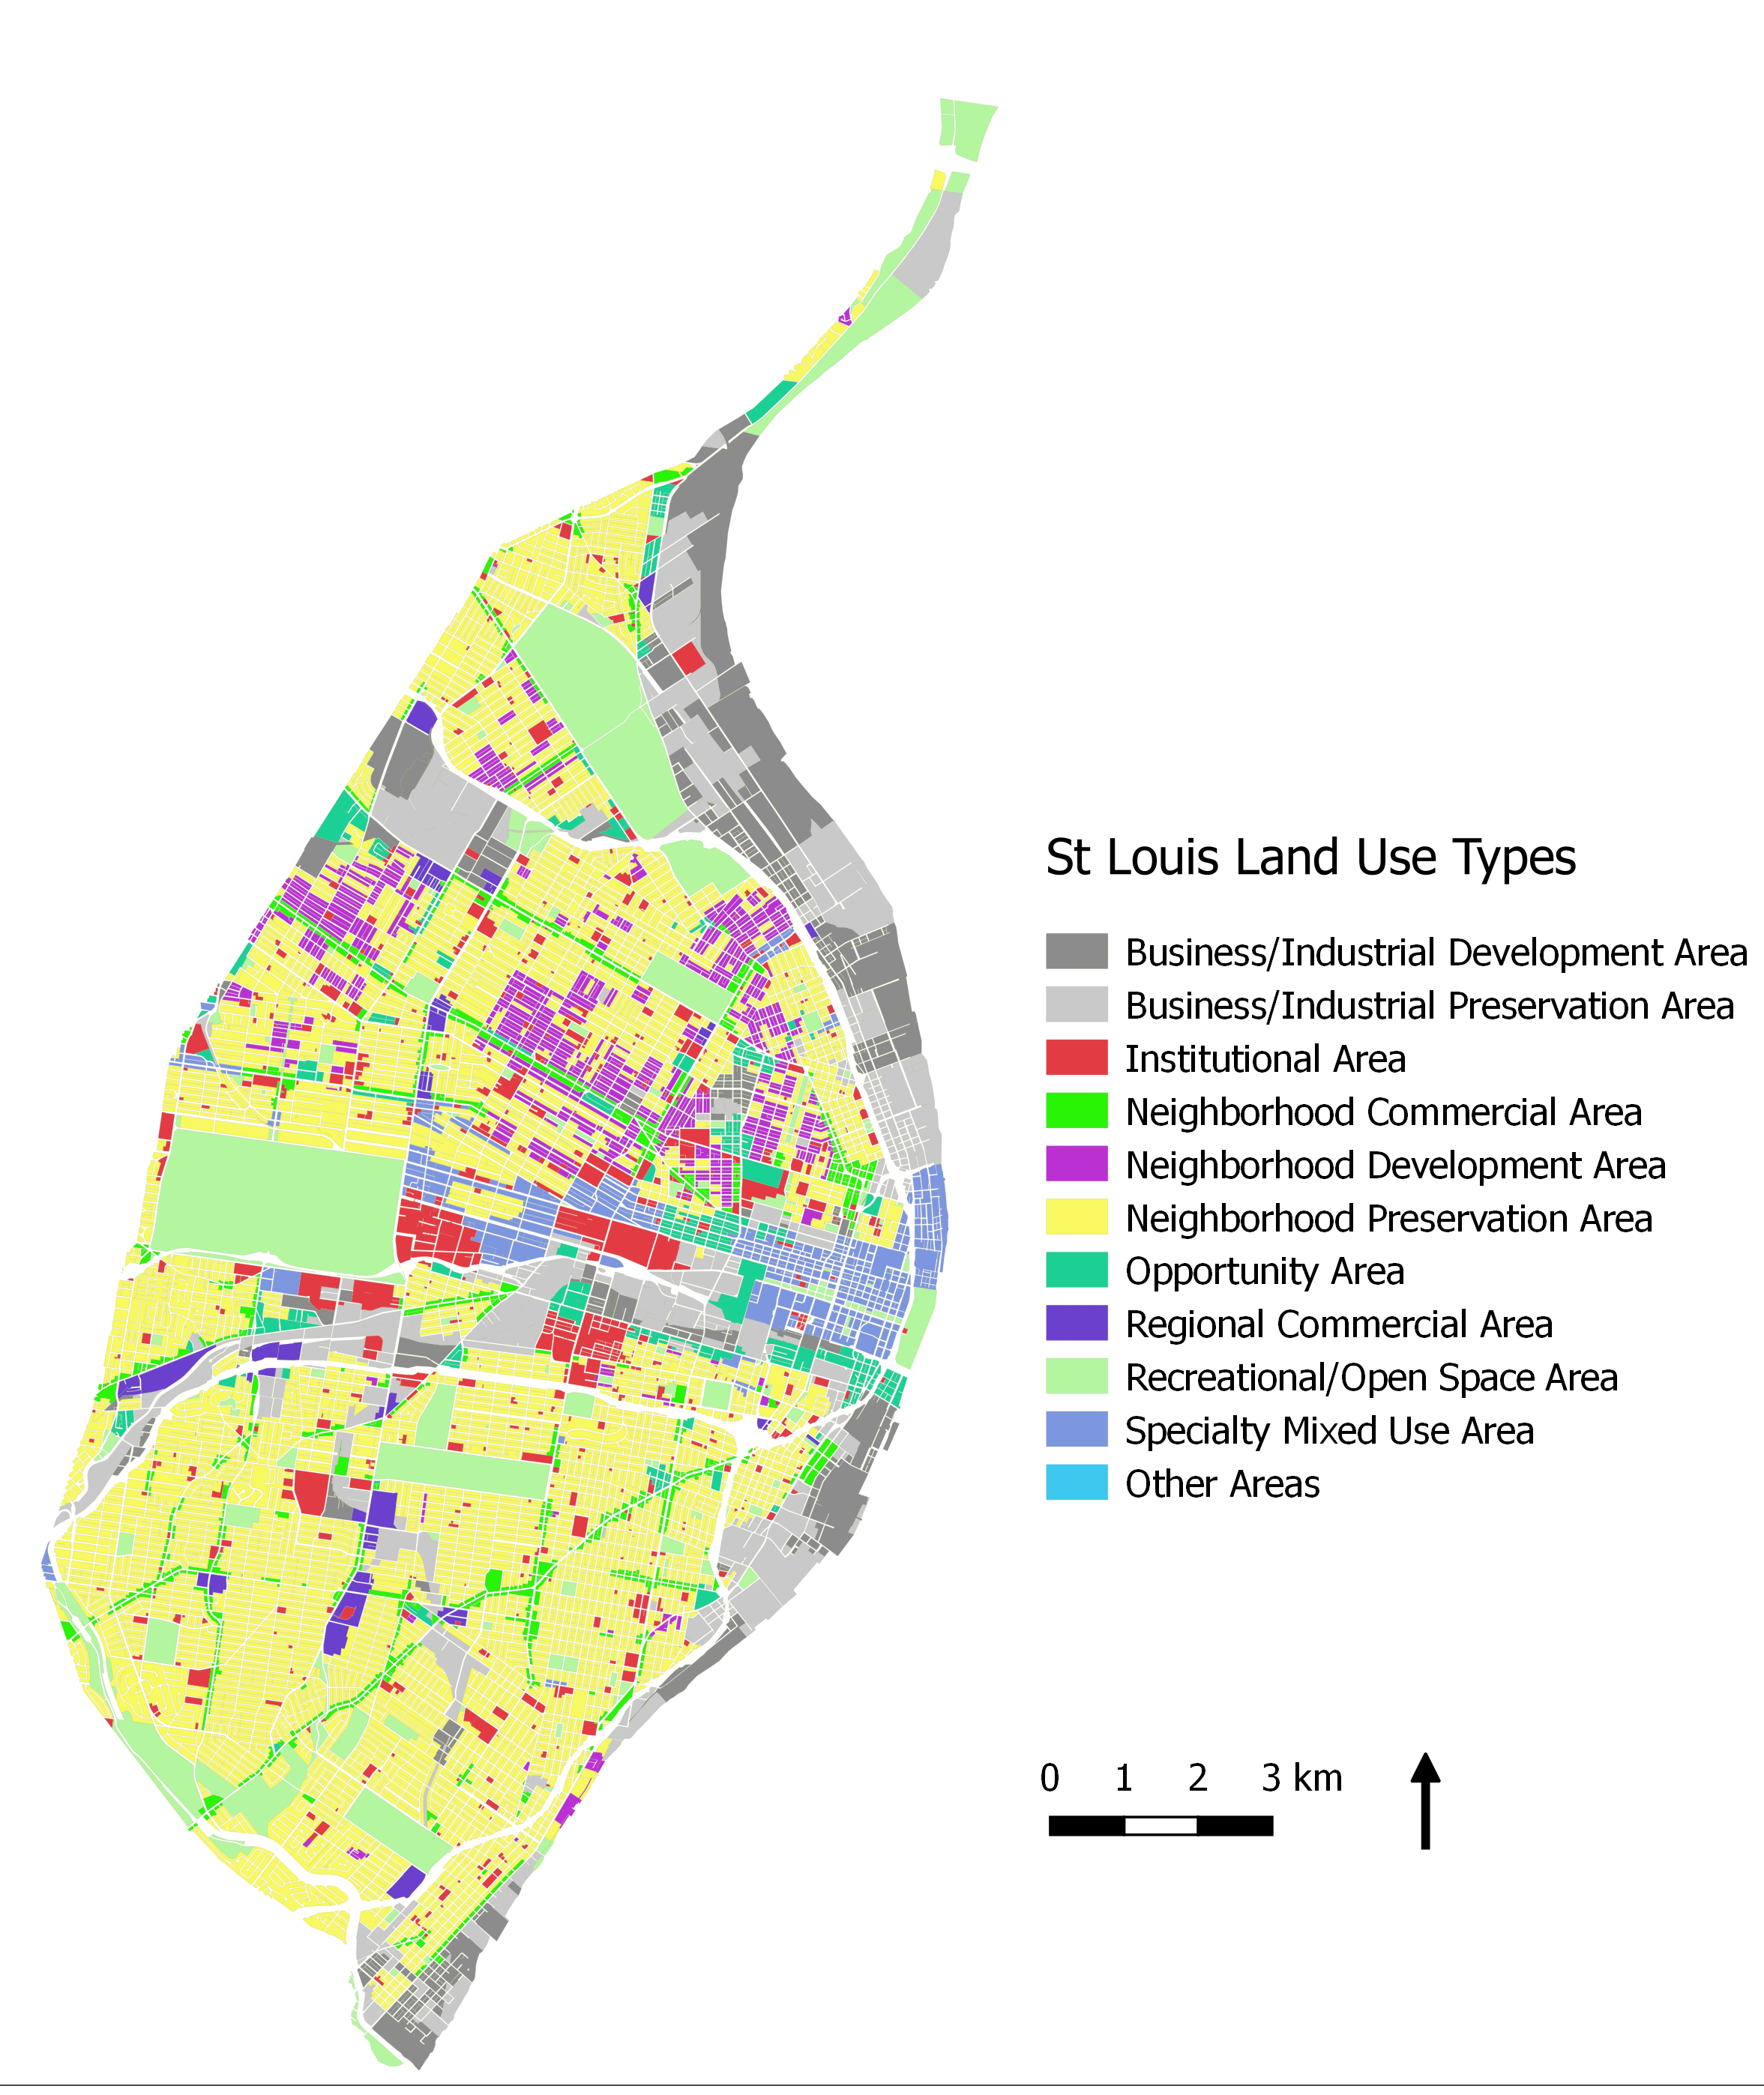 St Louis Land Use Types
Business/Industrial Development Area
Business/Industrial Preservation Area
Institutional Area
Neighborhood Commercial Area
Neighborhood Development Area
Neighborhood Preservation Area
Opportunity Area
Regional Commercial Area
Recreational/Open Space Area
Specialty Mixed Use Area
Other Areas
0 1 2 3 km